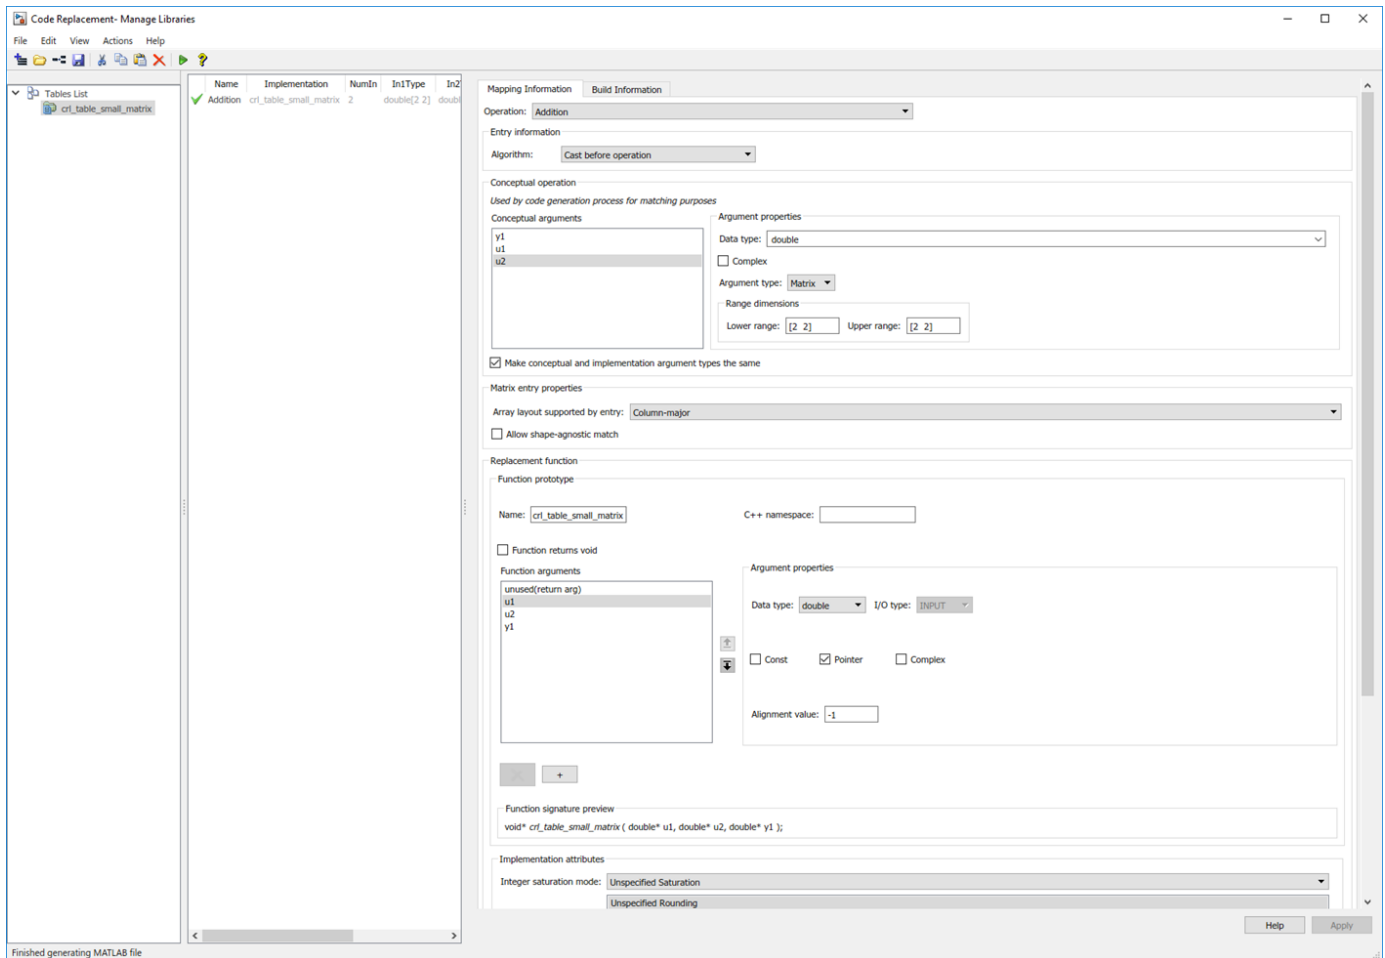 Code Replacement- Manage Libraries
File Edit View Actions Help
Tables List
crl_table_small_matrix
Name Implementation NumIn In1Type In2
Addition crl_table_small_matrix 2 double[2 2] doubl
Mapping Information Build Information
Operation: Addition
Entry information
Algorithm: Cast before operation
Conceptual operation
Used by code generation process for matching purposes
Conceptual arguments
y1
u1
u2
Argument properties
Data type: double
Complex
Argument type: Matrix
Range dimensions
Lower range: [2 2] Upper range: [2 2]
Make conceptual and implementation argument types the same
Matrix entry properties
Array layout supported by entry: Column-major
Allow shape-agnostic match
Replacement function
Function prototype
Name: crl_table_small_matrix C++ namespace:
Function returns void
Function arguments
unused(return arg)
u1
u2
y1
Argument properties
Data type: double I/O type: INPUT
Const Pointer Complex
Alignment value: -1
+
Function signature preview
void* crl_table_small_matrix ( double* u1, double* u2, double* y1 );
Implementation attributes
Integer saturation mode: Unspecified Saturation
Unspecified Rounding
Help Apply
Finished generating MATLAB file